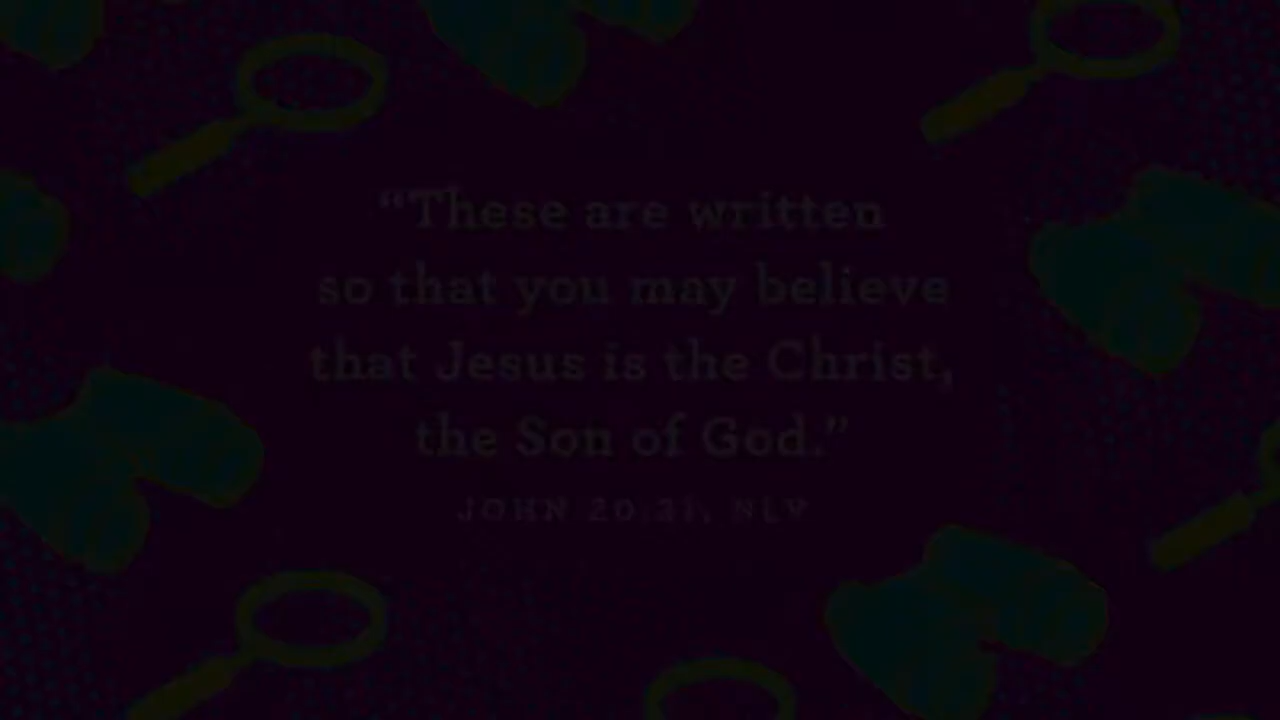 “These are written
so that you may believe
that Jesus is the Christ,
the Son of God.”
JOHN 20:31, NLV